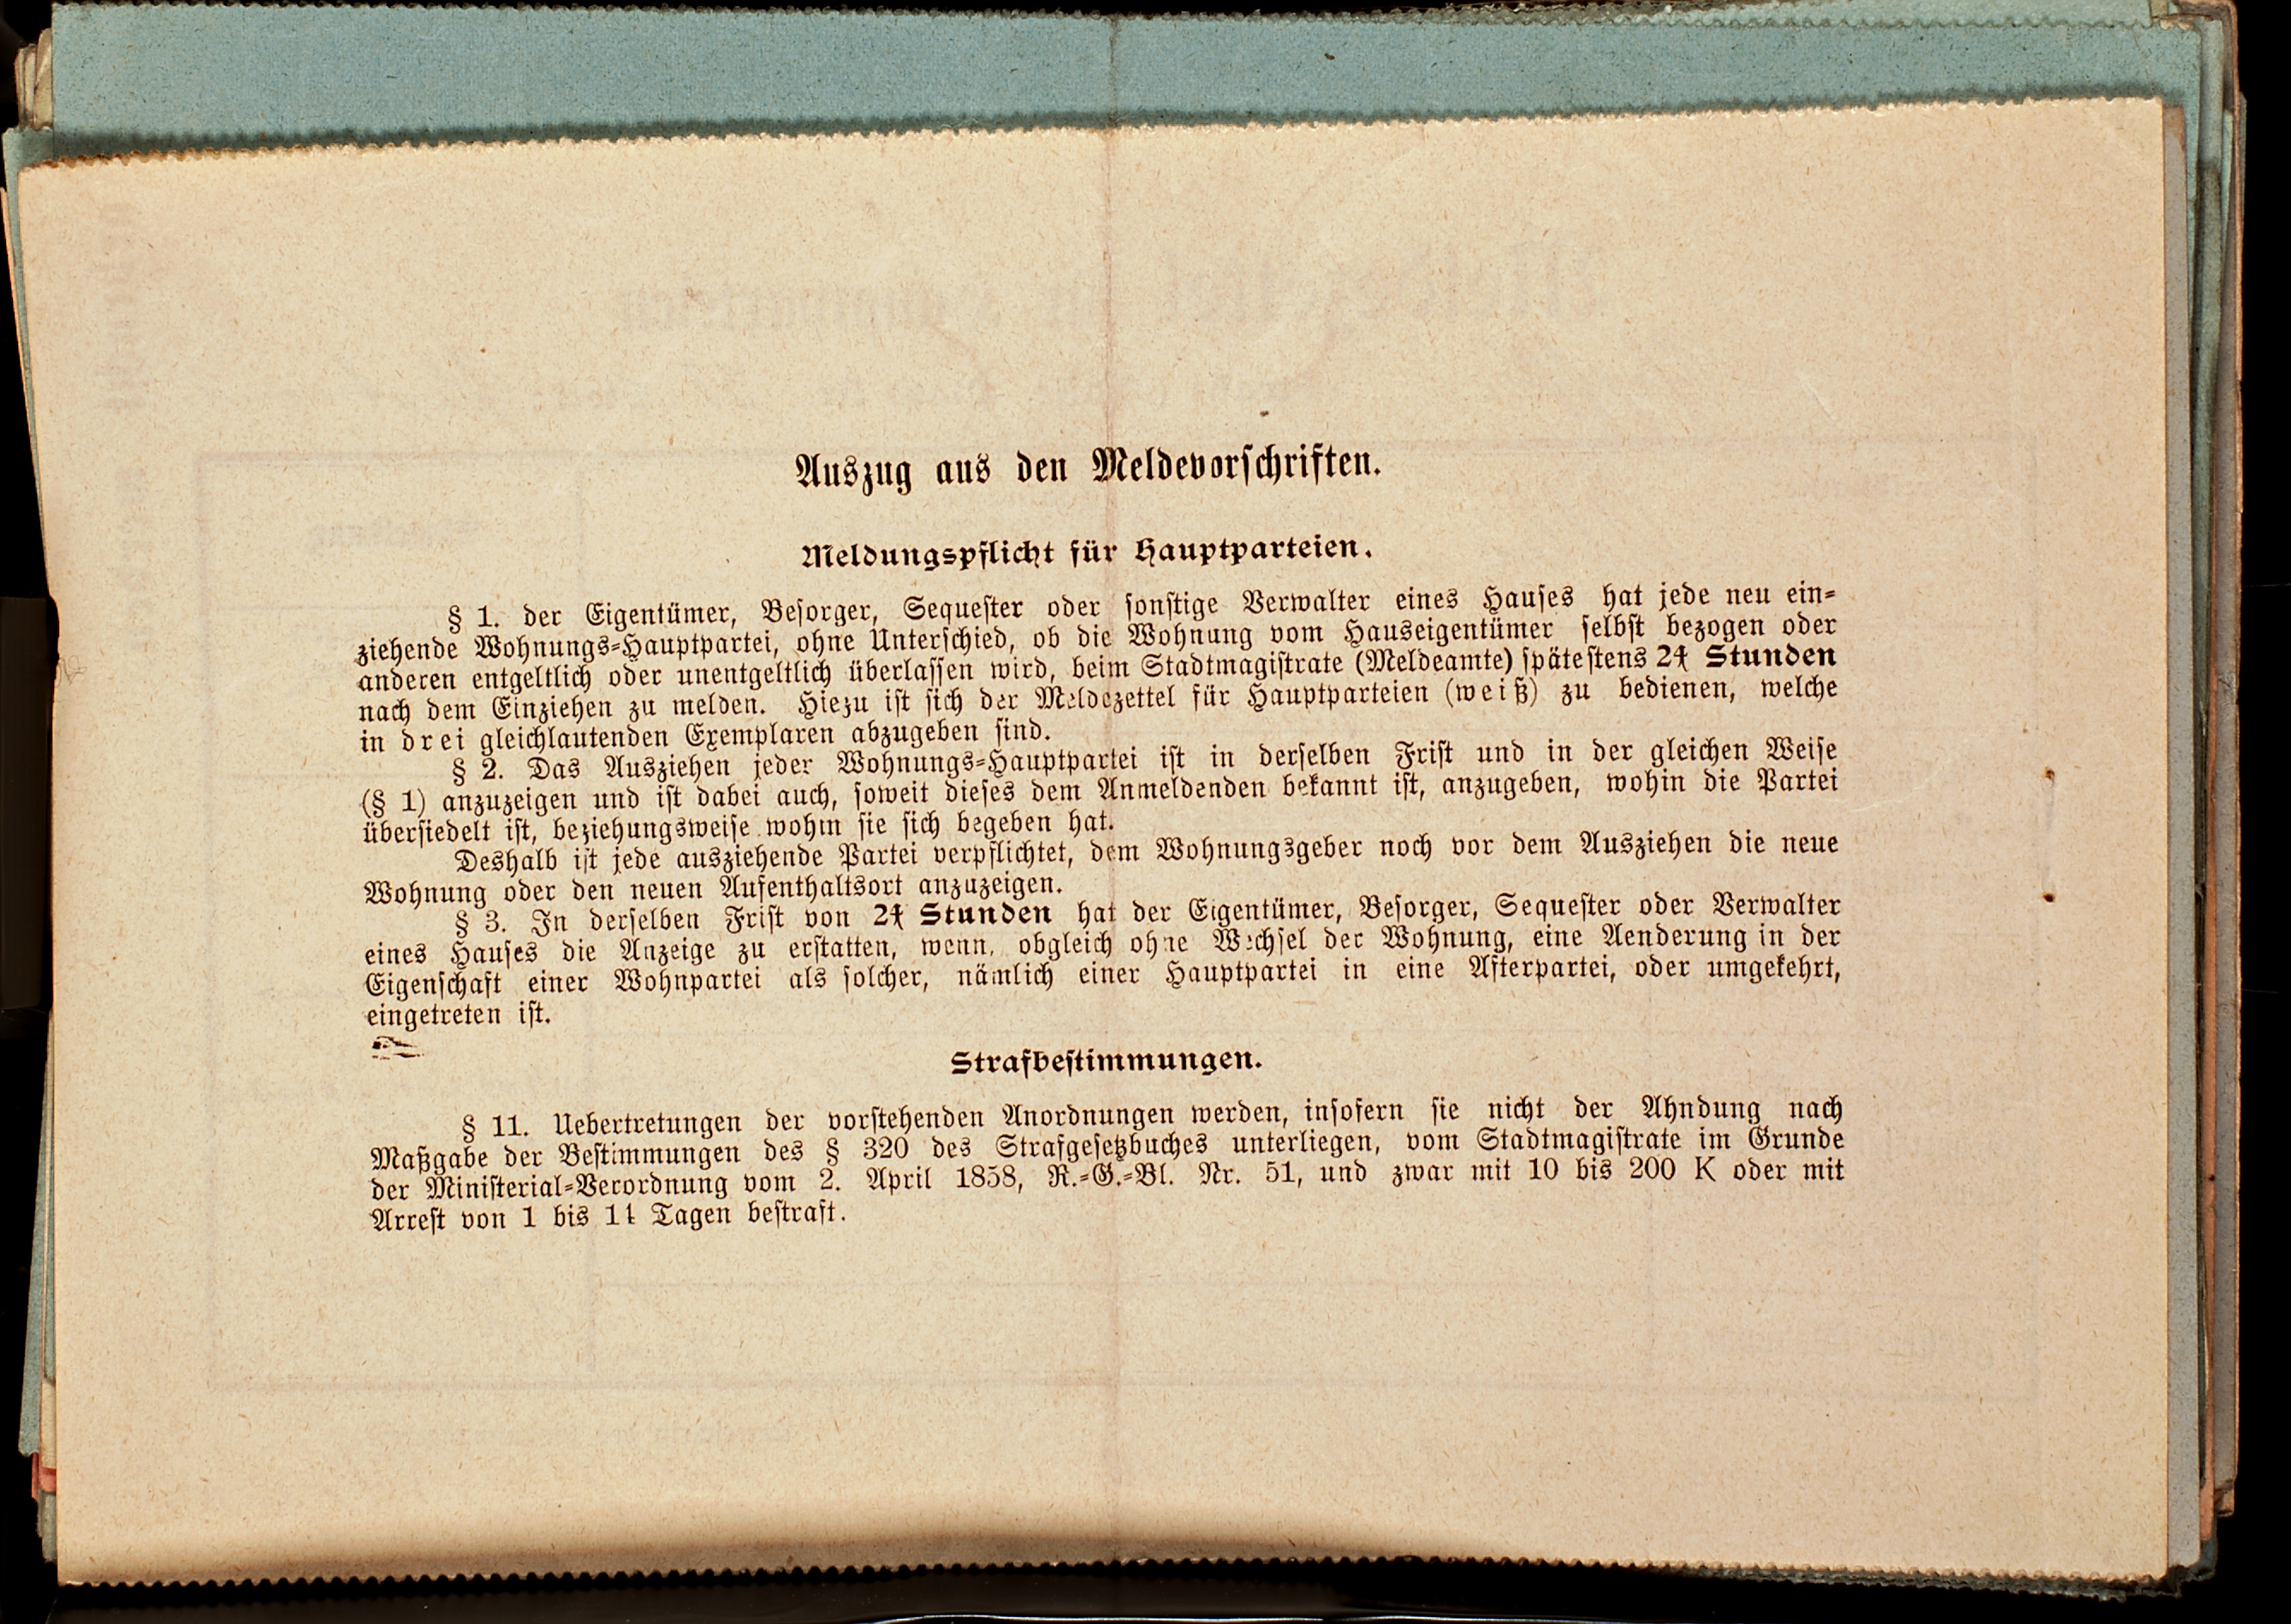 Auszug aus den Meldevorschriften.
Meldungspflicht für Hauptparteien.
§ 1. der Eigentümer, Besorger, Sequester oder sonstige Verwalter eines Hauses hat jede neu ein-
ziehende Wohnungs-Hauptpartei, ohne Unterschied, ob die Wohnung vom Hauseigentümer selbst bezogen oder
anderen entgeltlich oder unentgeltlich überlassen wird, beim Stadtmagistrate (Meldeamte) spätestens 24 Stunden
nach dem Einziehen zu melden. Hiezu ist sich der Meldezettel für Hauptparteien (weiß) zu bedienen, welche
in drei gleichlautenden Exemplaren abzugeben sind.
§ 2. Das Ausziehen jeder Wohnungs-Hauptpartei ist in derselben Frist und in der gleichen Weise
(§ 1) anzuzeigen und ist dabei auch, soweit dieses dem Anmeldenden bekannt ist, anzugeben, wohin die Partei
übersiedelt ist, beziehungsweise wohin sie sich begeben hat.
Deshalb ist jede ausziehende Partei verpflichtet, dem Wohnungsgeber noch vor dem Ausziehen die neue
Wohnung oder den neuen Aufenthaltsort anzuzeigen.
§ 3. In derselben Frist von 24 Stunden hat der Eigentümer, Besorger, Sequester oder Verwalter
eines Hauses die Anzeige zu erstatten, wenn, obgleich ohne Wechsel der Wohnung, eine Aenderung in der
Eigenschaft einer Wohnpartei als solcher, nämlich einer Hauptpartei in eine Afterpartei, oder umgekehrt,
eingetreten ist.
Strafbestimmungen.
§ 11. Uebertretungen der vorstehenden Anordnungen werden, insofern sie nicht der Ahndung nach
Maßgabe der Bestimmungen des § 320 des Strafgesetzbuches unterliegen, vom Stadtmagistrate im Grunde
der Ministerial-Verordnung vom 2. April 1858, R.-G.-Bl. Nr. 51, und zwar mit 10 bis 200 K oder mit
Arrest von 1 bis 14 Tagen bestraft.